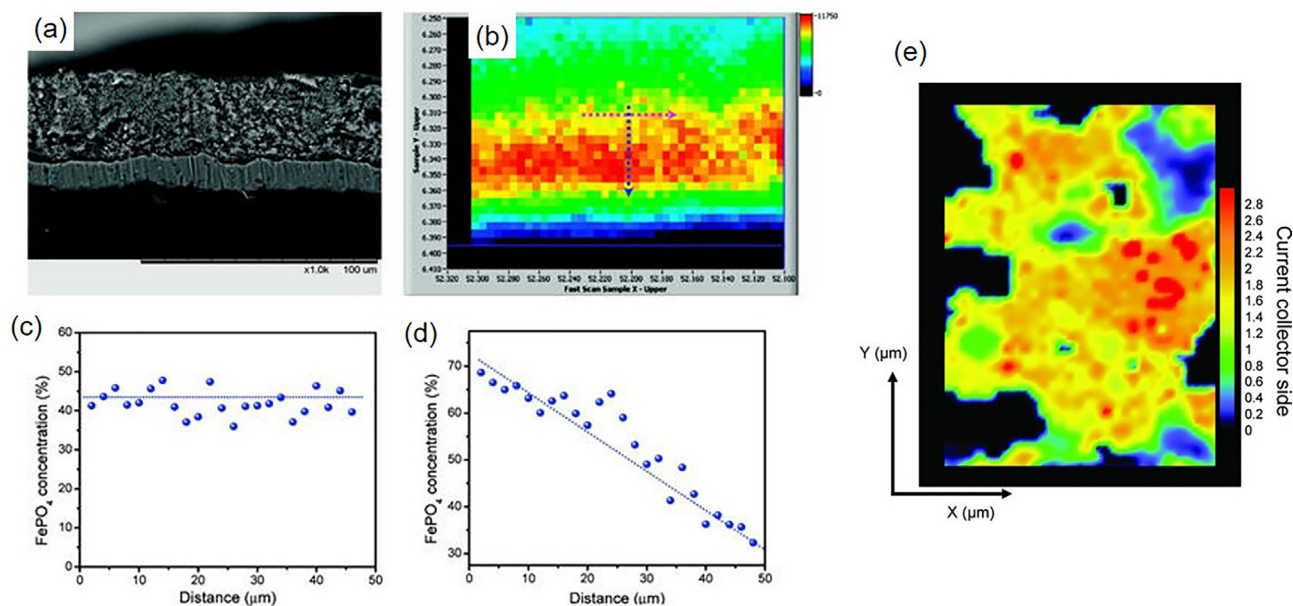 (a)
x1.0k 100 um
(b)
6.250
6.270
6.280
6.290
6.300
6.310
6.320
6.330
6.340
6.350
6.360
6.370
6.380
6.390
6.410
Sample Y - Upper
52.320 52.300 52.280 52.260 52.240 52.220 52.200 52.180 52.160 52.140 52.120 52.100
Fast Scan Sample X - Upper
11750
0
(c)
FePO4 concentration (%)
60
50
40
30
20
10
0
0 10 20 30 40 50
Distance (μm)
(d)
FePO4 concentration (%)
70
60
50
40
30
0 10 20 30 40 50
Distance (μm)
(e)
2.8
2.6
2.4
2.2
2
1.8
1.6
1.4
1.2
1
0.8
0.6
0.4
0.2
0
Current collector side
Y (μm)
X (μm)